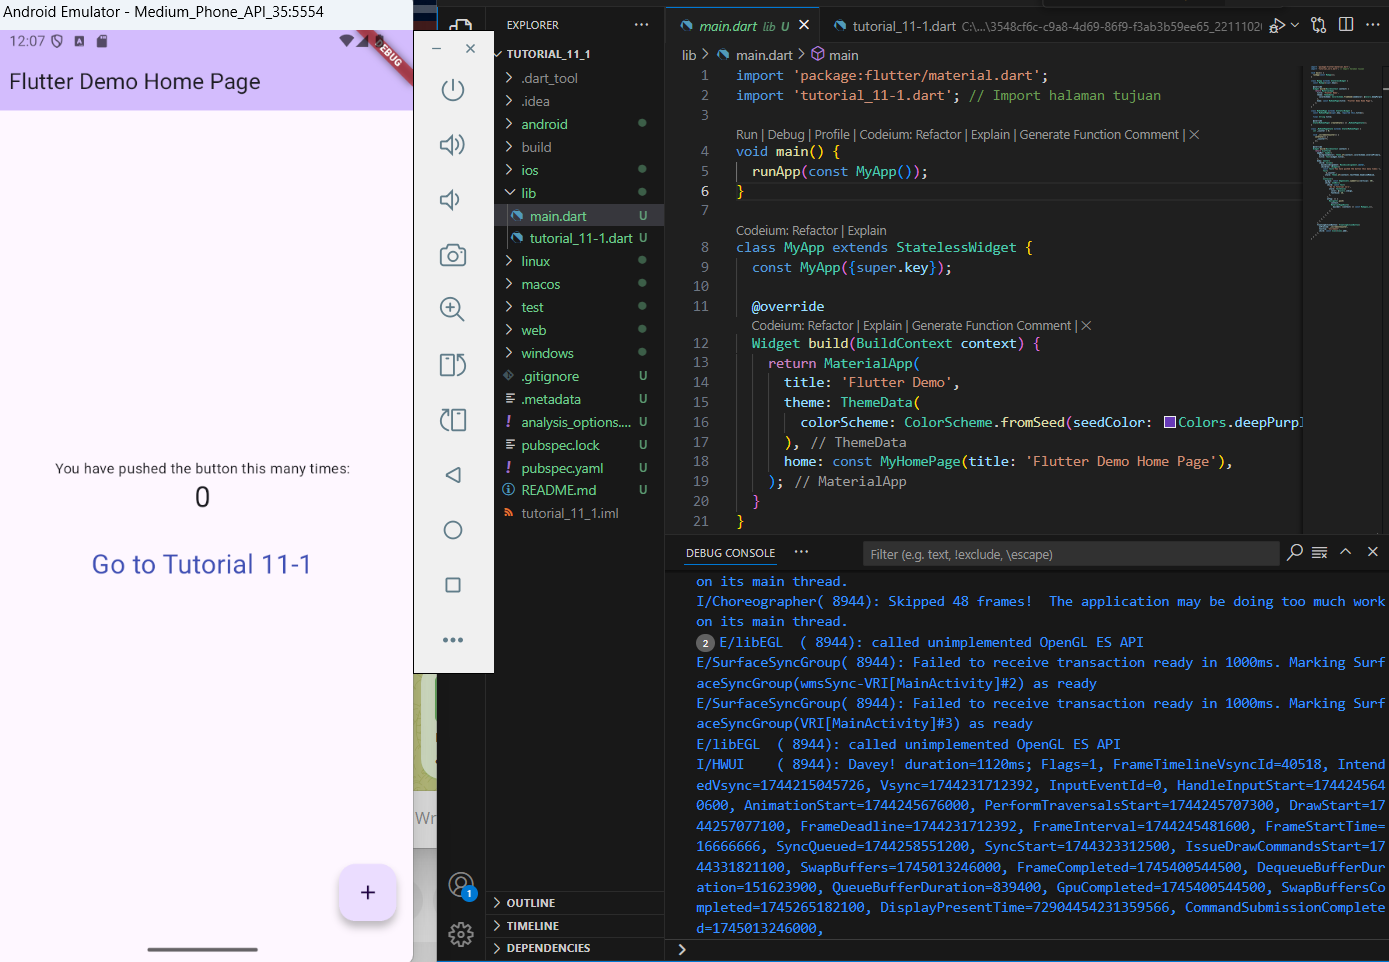 Android Emulator - Medium_Phone_API_35:5554
12:07
DEBUG
Flutter Demo Home Page
You have pushed the button this many times:
0
Go to Tutorial 11-1
+
Wr
EXPLORER
TUTORIAL_11_1
.dart_tool
.idea
android
build
ios
lib
main.dart U
tutorial_11-1.dart U
linux
macos
test
web
windows
.gitignore U
.metadata U
analysis_options.... U
pubspec.lock U
pubspec.yaml U
README.md U
tutorial_11_1.iml
OUTLINE
TIMELINE
DEPENDENCIES
1
main.dart lib U
tutorial_11-1.dart C:\...\3548cf6c-c9a8-4d69-86f9-f3ab3b59ee65_2211102
lib > main.dart > main
1 import 'package:flutter/material.dart';
2 import 'tutorial_11-1.dart'; // Import halaman tujuan
3
Run | Debug | Profile | Codeium: Refactor | Explain | Generate Function Comment | X
4 void main() {
5 runApp(const MyApp());
6 }
7
Codeium: Refactor | Explain
8 class MyApp extends StatelessWidget {
9 const MyApp({super.key});
10
11 @override
Codeium: Refactor | Explain | Generate Function Comment | X
12 Widget build(BuildContext context) {
13 return MaterialApp(
14 title: 'Flutter Demo',
15 theme: ThemeData(
16 colorScheme: ColorScheme.fromSeed(seedColor: Colors.deepPurpl
17 ), // ThemeData
18 home: const MyHomePage(title: 'Flutter Demo Home Page'),
19 ); // MaterialApp
20 }
21 }
DEBUG CONSOLE
Filter (e.g. text, !exclude, \escape)
on its main thread.
I/Choreographer( 8944): Skipped 48 frames!  The application may be doing too much work
on its main thread.
2 E/libEGL  ( 8944): called unimplemented OpenGL ES API
E/SurfaceSyncGroup( 8944): Failed to receive transaction ready in 1000ms. Marking Surf
aceSyncGroup(wmsSync-VRI[MainActivity]#2) as ready
E/SurfaceSyncGroup( 8944): Failed to receive transaction ready in 1000ms. Marking Surf
aceSyncGroup(VRI[MainActivity]#3) as ready
E/libEGL  ( 8944): called unimplemented OpenGL ES API
I/HWUI    ( 8944): Davey! duration=1120ms; Flags=1, FrameTimelineVsyncId=40518, Inten
dedVsync=1744215045726, Vsync=1744231712392, InputEventId=0, HandleInputStart=174424564
0600, AnimationStart=1744245676000, PerformTraversalsStart=1744245707300, DrawStart=17
44257077100, FrameDeadline=1744231712392, FrameInterval=1744245481600, FrameStartTime=
16666666, SyncQueued=1744258551200, SyncStart=1744323312500, IssueDrawCommandsStart=17
44331821100, SwapBuffers=1745013246000, FrameCompleted=1745400544500, DequeueBufferDur
ation=151623900, QueueBufferDuration=839400, GpuCompleted=1745400544500, SwapBuffersCo
mpleted=1745265182100, DisplayPresentTime=72904454231359566, CommandSubmissionComplete
d=1745013246000,